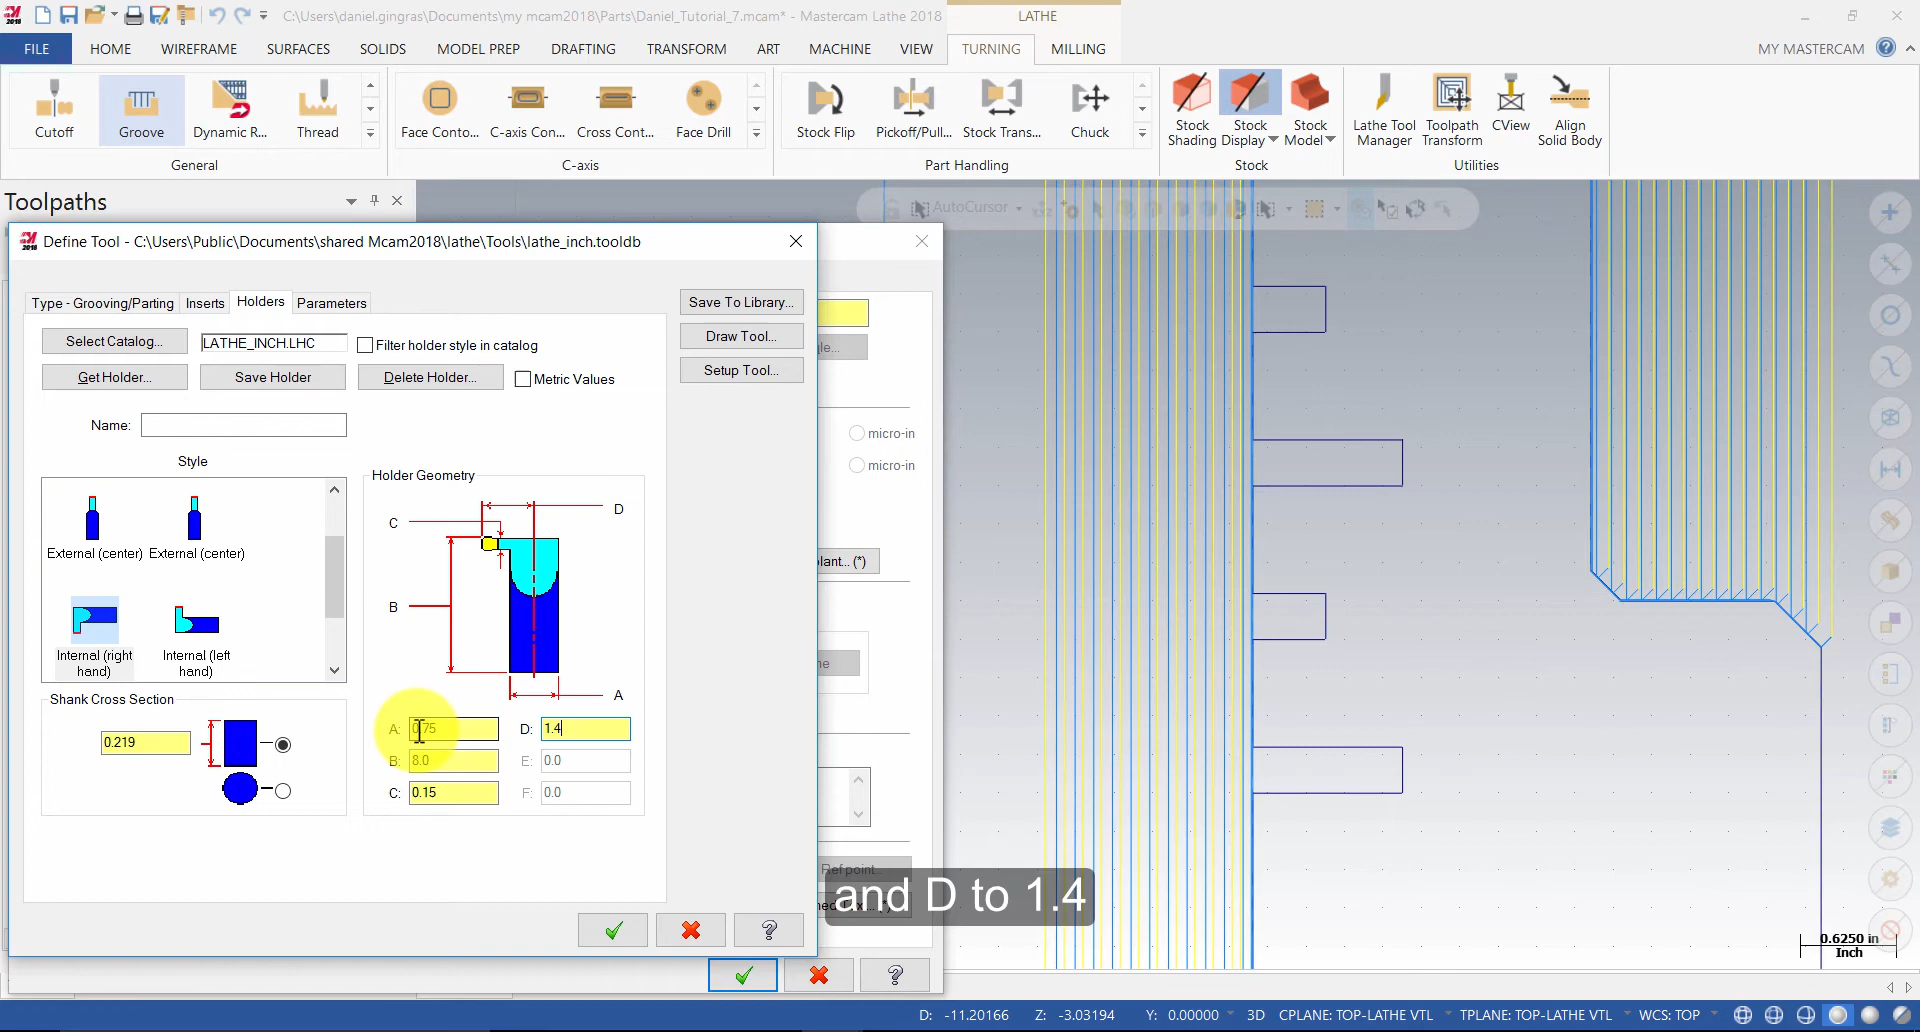 C:\Users\daniel.gingras\Documents\my mcam2018\Parts\Daniel_Tutorial_7.mcam* - Mastercam Lathe 2018
LATHE
FILE HOME WIREFRAME SURFACES SOLIDS MODEL PREP DRAFTING TRANSFORM ART MACHINE VIEW TURNING MILLING MY MASTERCAM
Cutoff Groove Dynamic R... Thread Face Conto... C-axis Con... Cross Cont... Face Drill Stock Flip Pickoff/Pull... Stock Trans... Chuck
Stock Shading Stock Display Stock Model Lathe Tool Manager Toolpath Transform CView Align Solid Body
General C-axis Part Handling Stock Utilities
Toolpaths
AutoCursor
Define Tool - C:\Users\Public\Documents\shared Mcam2018\lathe\Tools\lathe_inch.tooldb
Type - Grooving/Parting Inserts Holders Parameters
Save To Library...
Draw Tool...
Setup Tool...
Select Catalog... LATHE_INCH.LHC Filter holder style in catalog
Get Holder... Save Holder Delete Holder... Metric Values
Name:
Style
External (center) External (center)
Internal (right hand) Internal (left hand)
Shank Cross Section
0.219
Holder Geometry
C D
B
A
A: 0.75 D: 1.4
B: 8.0 E: 0.0
C: 0.15 F: 0.0
micro-in
micro-in
lant... (*)
Ref point...
and D to 1.4
0.6250 in
Inch
D: -11.20166 Z: -3.03194 Y: 0.00000 3D CPLANE: TOP-LATHE VTL TPLANE: TOP-LATHE VTL WCS: TOP